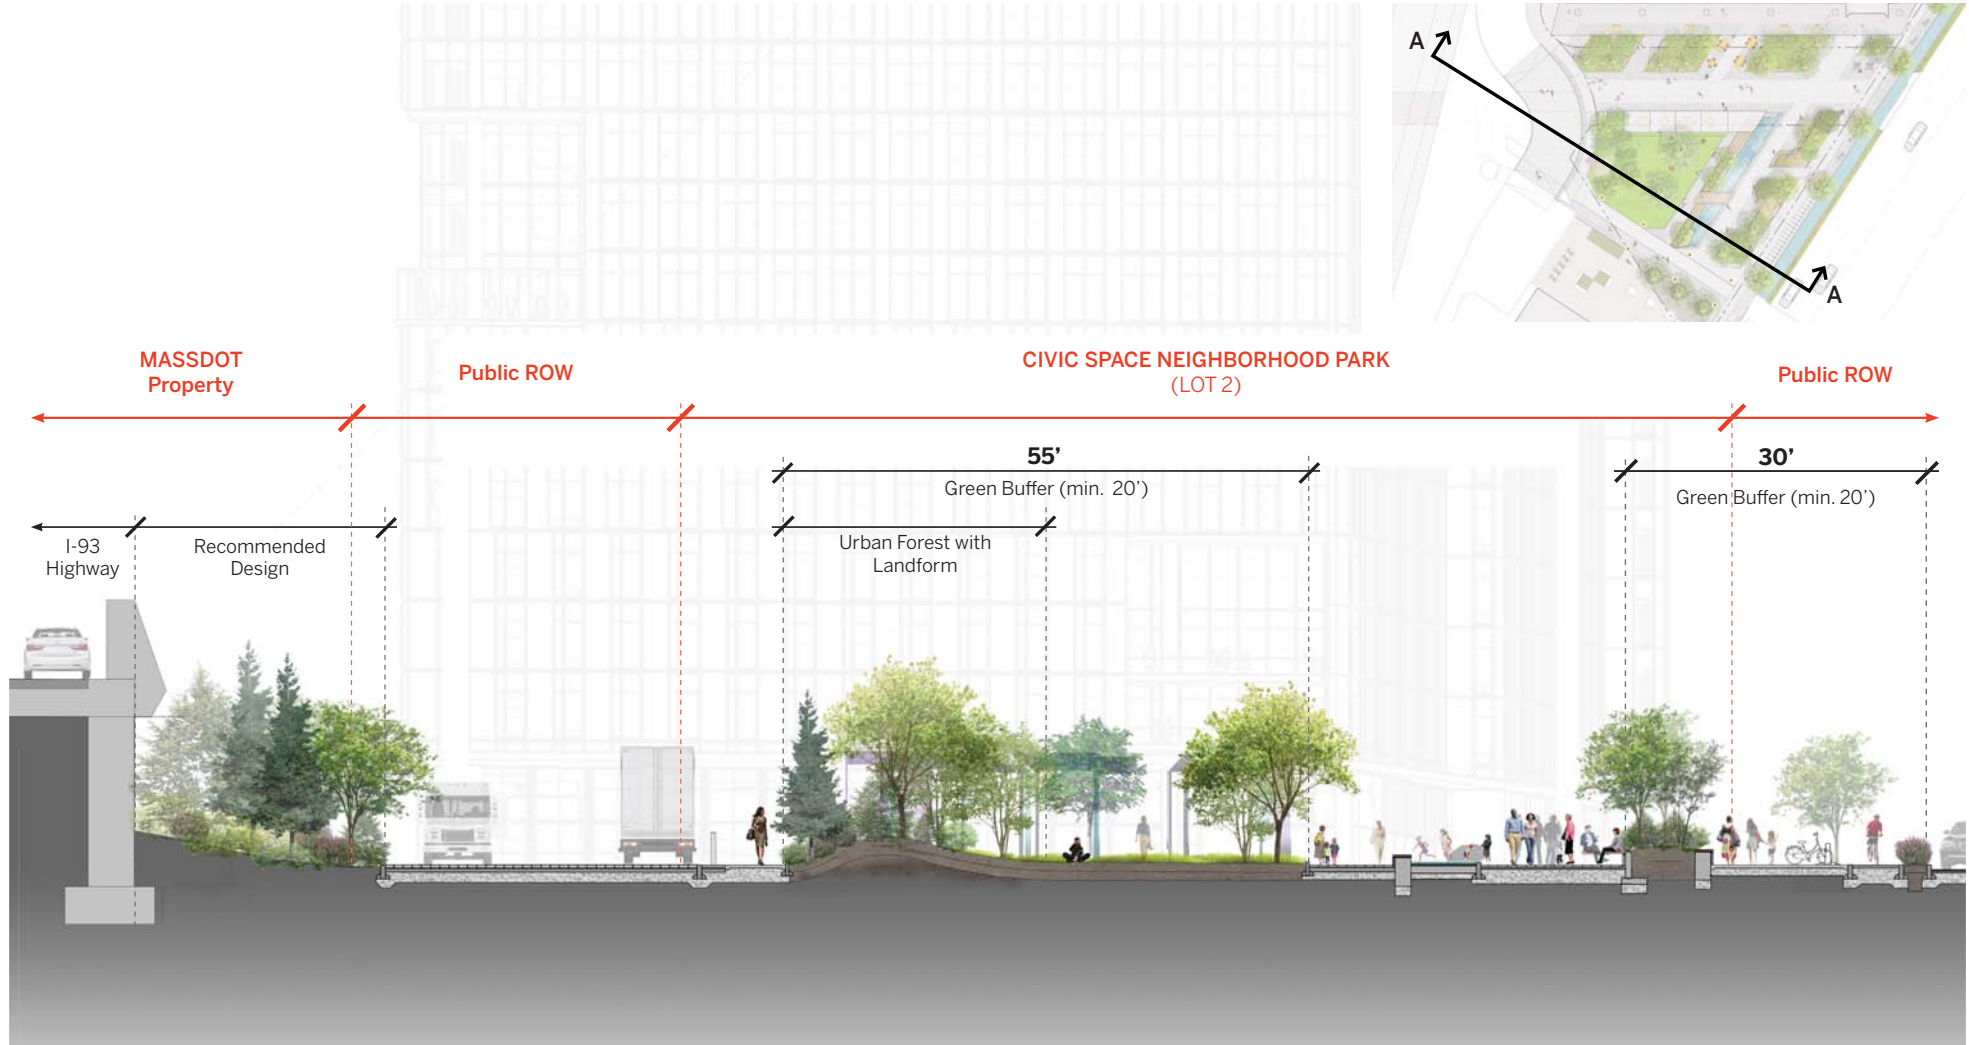 A
A
MASSDOT
Property
Public ROW
CIVIC SPACE NEIGHBORHOOD PARK
(LOT 2)
Public ROW
55’
Green Buffer (min. 20’)
30’
Green Buffer (min. 20’)
I-93
Highway
Recommended
Design
Urban Forest with
Landform